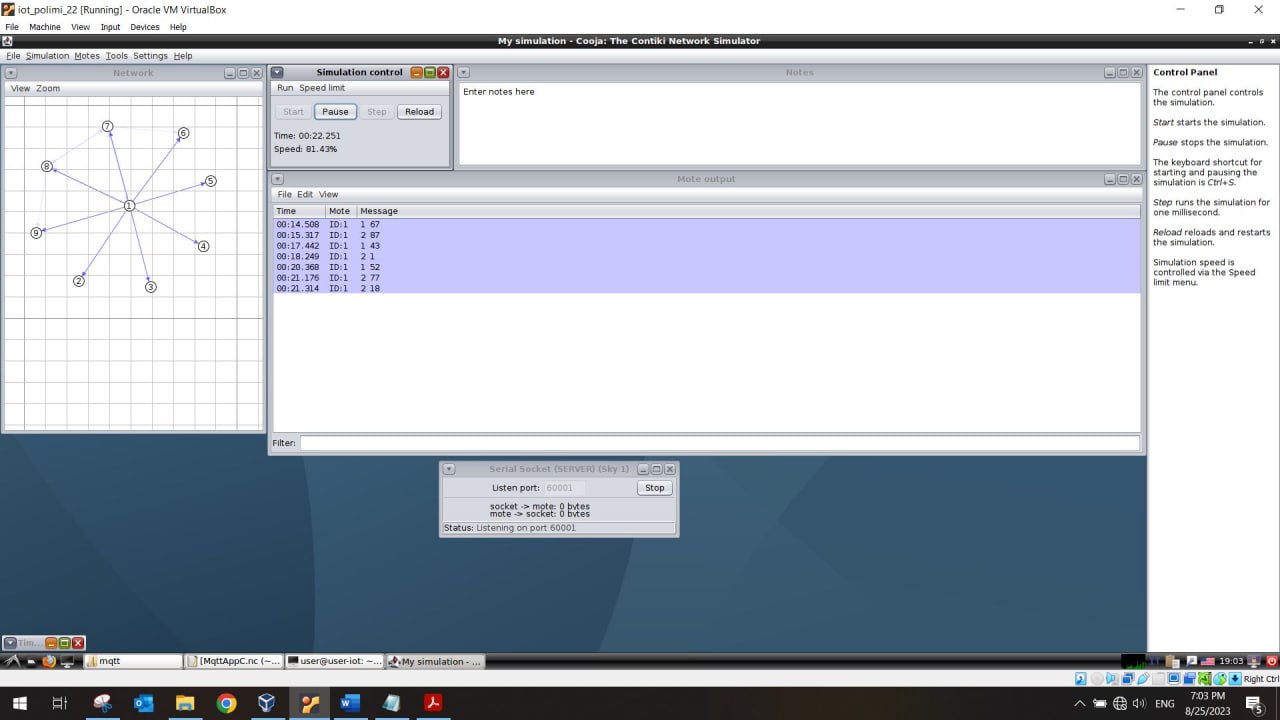 iot_polimi_22 [Running] - Oracle VM VirtualBox
File Machine View Input Devices Help
My simulation - Cooja: The Contiki Network Simulator
File Simulation Motes Tools Settings Help
Network
View Zoom
7
6
8
5
1
9
4
2
3
Simulation control
Run Speed limit
Start Pause Step Reload
Time: 00:22.251
Speed: 81.43%
Notes
Enter notes here
Mote output
File Edit View
Time Mote Message
00:14.508 ID:1 1 67
00:15.317 ID:1 2 87
00:17.442 ID:1 1 43
00:18.249 ID:1 2 1
00:20.368 ID:1 1 52
00:21.176 ID:1 2 77
00:21.314 ID:1 2 18
Filter:
Serial Socket (SERVER) (Sky 1)
Listen port: 60001 Stop
socket -> mote: 0 bytes
mote -> socket: 0 bytes
Status: Listening on port 60001
Control Panel
The control panel controls
the simulation.
Start starts the simulation.
Pause stops the simulation.
The keyboard shortcut for
starting and pausing the
simulation is Ctrl+S.
Step runs the simulation for
one millisecond.
Reload reloads and restarts
the simulation.
Simulation speed is
controlled via the Speed
limit menu.
Tim...
mqtt [MqttAppC.nc (~... user@user-iot: ~... My simulation - ... 19:03
Right Ctrl
ENG 7:03 PM
8/25/2023
5